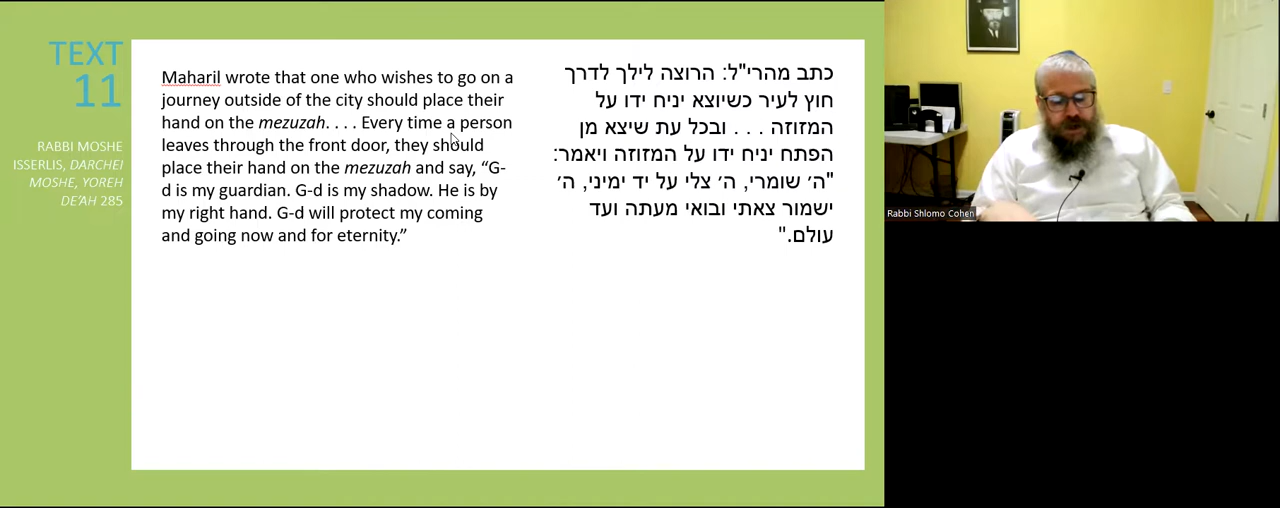 TEXT
11
RABBI MOSHE
ISSERLIS, DARCHEI
MOSHE, YOREH
DE'AH 285
Maharil wrote that one who wishes to go on a
journey outside of the city should place their
hand on the mezuzah. . . . Every time a person
leaves through the front door, they should
place their hand on the mezuzah and say, “G-
d is my guardian. G-d is my shadow. He is by
my right hand. G-d will protect my coming
and going now and for eternity.”
כתב מהרי"ל: הרוצה לילך לדרך
חוץ לעיר כשיוצא יניח ידו על
המזוזה . . . ובכל עת שיצא מן
הפתח יניח ידו על המזוזה ויאמר:
"ה׳ שומרי, ה׳ צלי על יד ימיני, ה׳
ישמור צאתי ובואי מעתה ועד
עולם."
Rabbi Shlomo Cohen